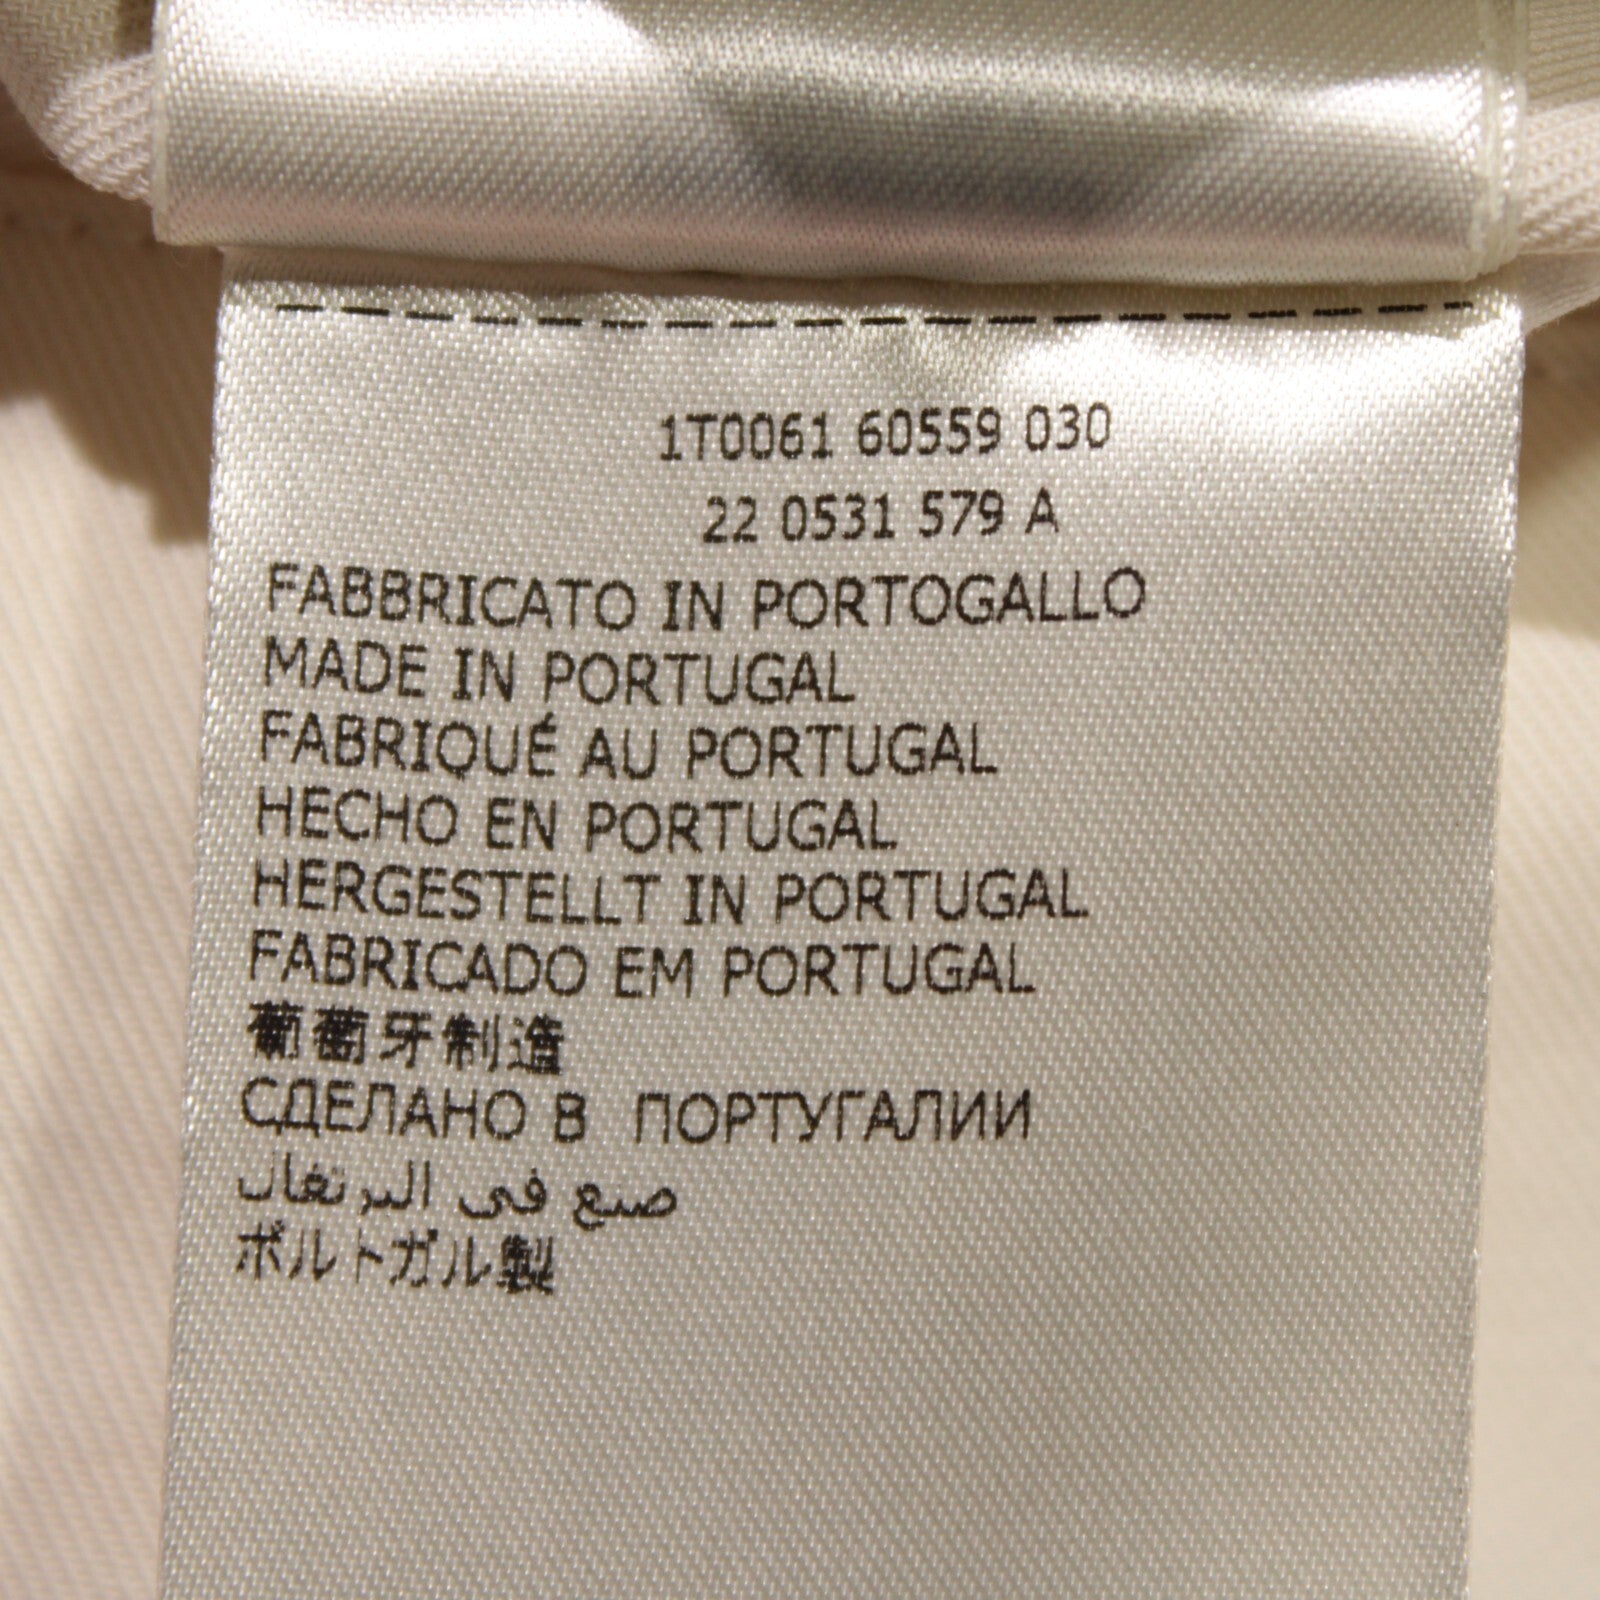 1T0061 60559 030
22 0531 579 A
FABBRICATO IN PORTOGALLO
MADE IN PORTUGAL
FABRIQUÉ AU PORTUGAL
HECHO EN PORTUGAL
HERGESTELLT IN PORTUGAL
FABRICADO EM PORTUGAL
葡萄牙制造
СДЕЛАНО В ПОРТУГАЛИИ
صنع في البرتغال
ポルトガル製